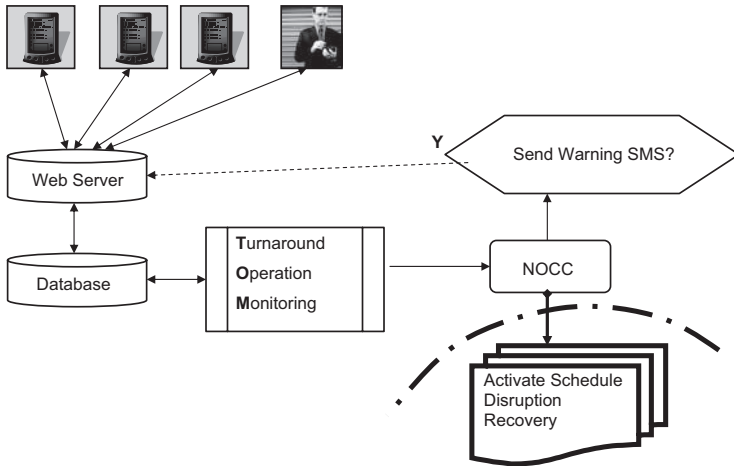 Y
Send Warning SMS?
Web Server
Database
Turnaround
Operation
Monitoring
NOCC
Activate Schedule
Disruption
Recovery